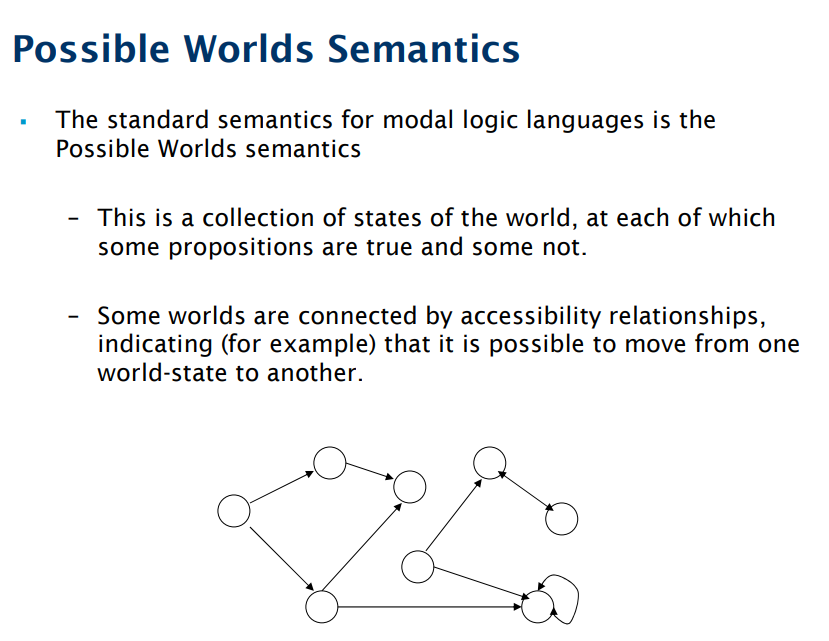 Possible Worlds Semantics
▪ The standard semantics for modal logic languages is the
Possible Worlds semantics
– This is a collection of states of the world, at each of which
some propositions are true and some not.
– Some worlds are connected by accessibility relationships,
indicating (for example) that it is possible to move from one
world-state to another.